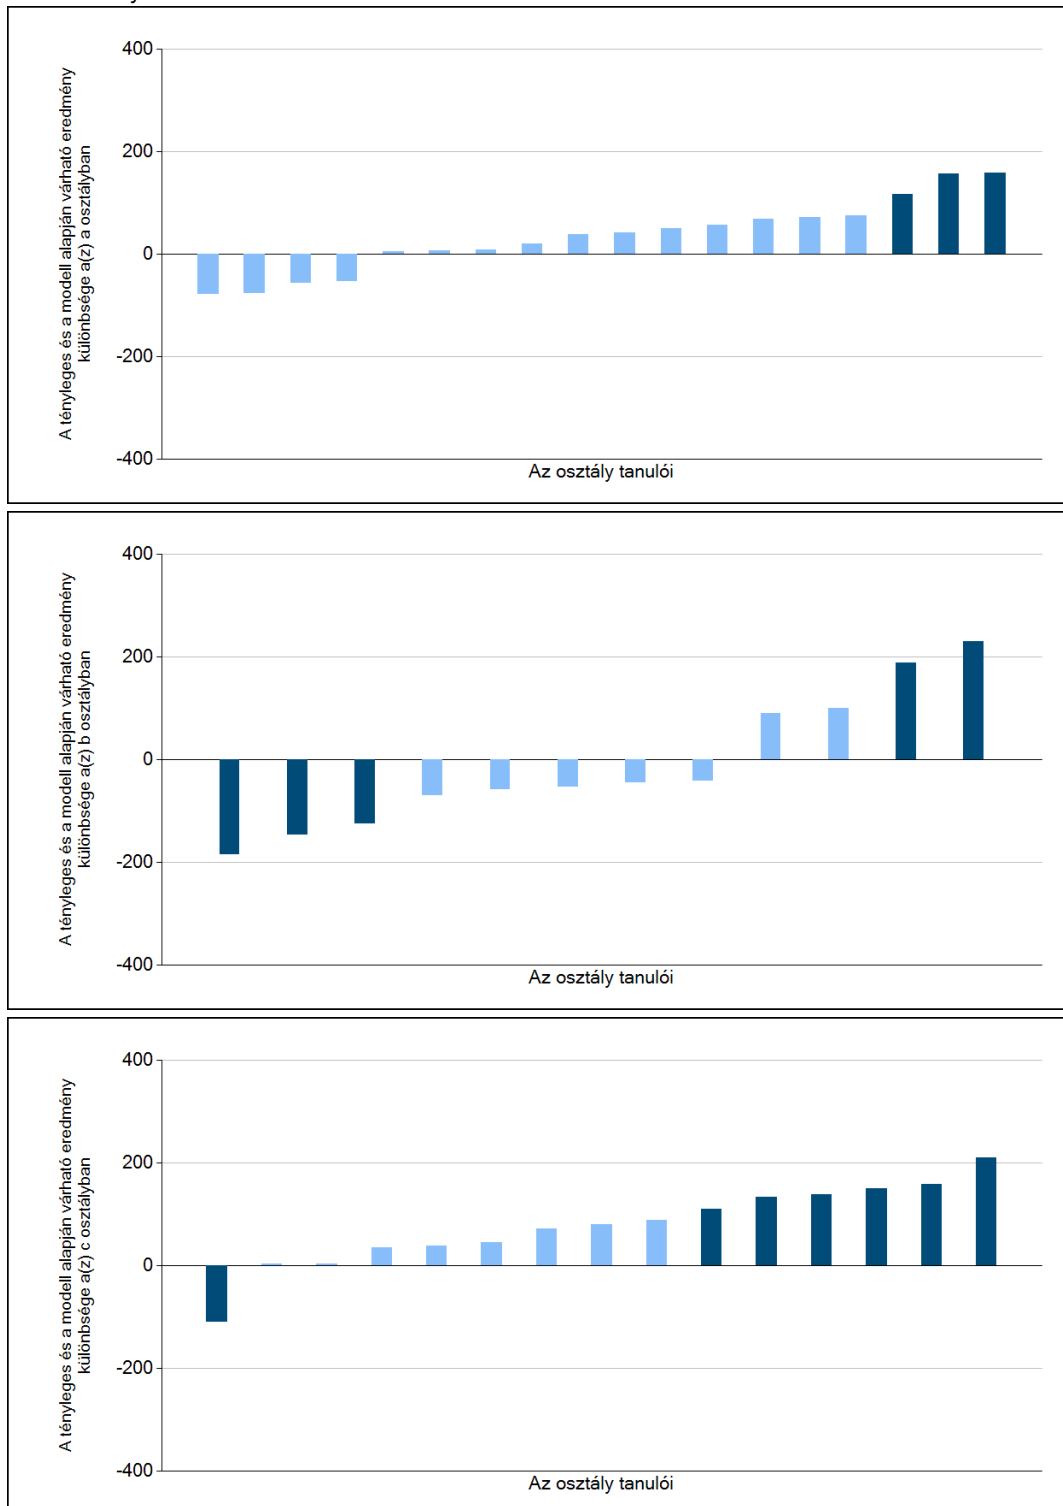 A tényleges és a modell alapján várható eredmény
különbsége a(z) a osztályban
400
200
0
-200
-400
Az osztály tanulói
A tényleges és a modell alapján várható eredmény
különbsége a(z) b osztályban
400
200
0
-200
-400
Az osztály tanulói
A tényleges és a modell alapján várható eredmény
különbsége a(z) c osztályban
400
200
0
-200
-400
Az osztály tanulói